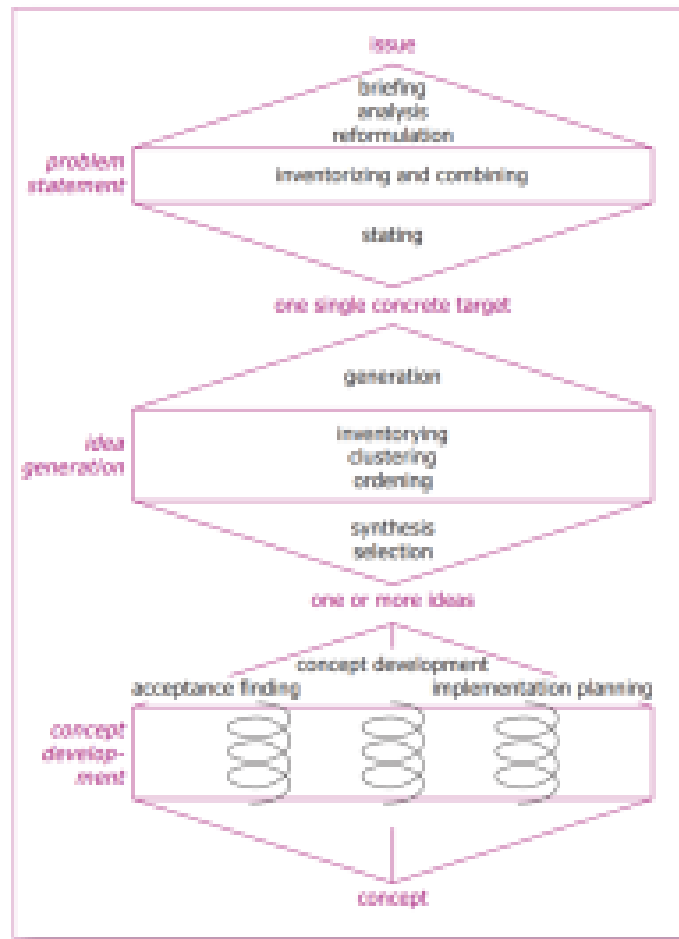 issue
briefing
analysis
reformulation
problem
statement
inventorizing and combining
stating
one single concrete target
generation
idea
generation
inventorying
clustering
ordering
synthesis
selection
one or more ideas
concept development
acceptance finding
implementation planning
concept
develop-
ment
concept